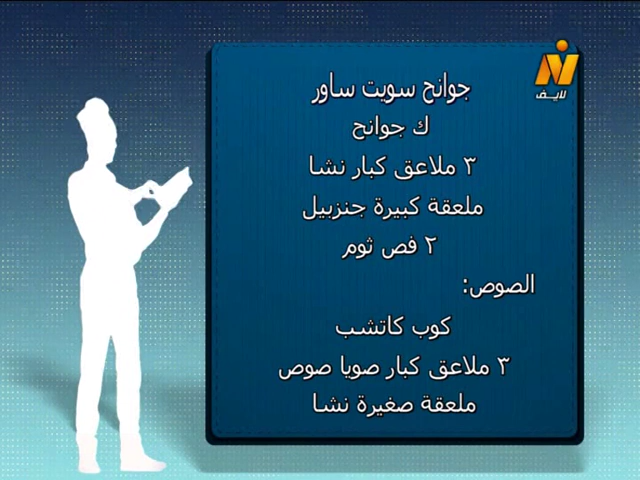 لايـف
جوانح سويت ساور
ك جوانح
٣ ملاعق كبار نشا
ملعقة كبيرة جنزبيل
٢ فص ثوم
الصوص:
كوب كاتشب
٣ ملاعق كبار صويا صوص
ملعقة صغيرة نشا